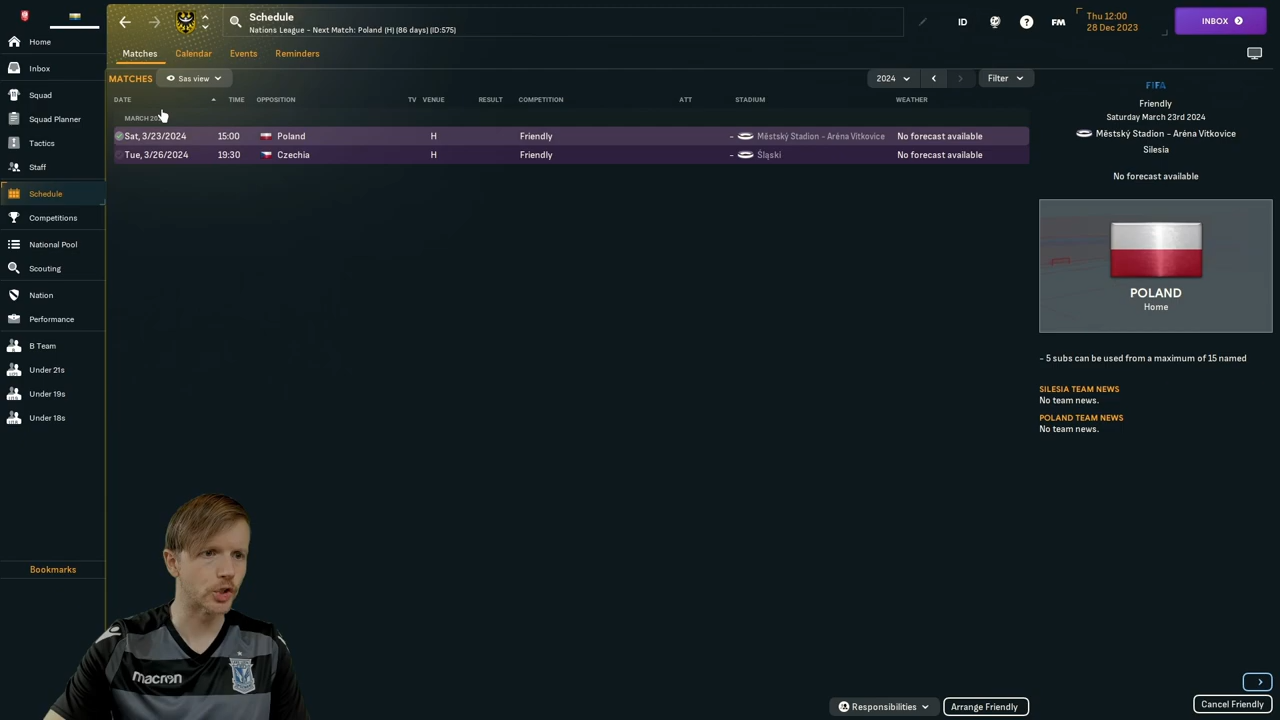 Schedule
Nations League - Next Match: Poland (H) (86 days) (ID:575)
ID
FM
Thu 12:00
28 Dec 2023
INBOX
Home
Inbox
Squad
Squad Planner
Tactics
Staff
Schedule
Competitions
National Pool
Scouting
Nation
Performance
B Team
Under 21s
Under 19s
Under 18s
Bookmarks
Matches
Calendar
Events
Reminders
MATCHES
Sas view
2024
Filter
DATE TIME OPPOSITION TV VENUE RESULT COMPETITION ATT STADIUM WEATHER
MARCH
Sat, 3/23/2024 15:00 Poland H Friendly - Městský Stadion - Aréna Vítkovice No forecast available
Tue, 3/26/2024 19:30 Czechia H Friendly - Śląski No forecast available
FIFA
Friendly
Saturday March 23rd 2024
Městský Stadion - Aréna Vítkovice
Silesia
No forecast available
POLAND
Home
- 5 subs can be used from a maximum of 15 named
SILESIA TEAM NEWS
No team news.
POLAND TEAM NEWS
No team news.
macron
Responsibilities
Arrange Friendly
Cancel Friendly